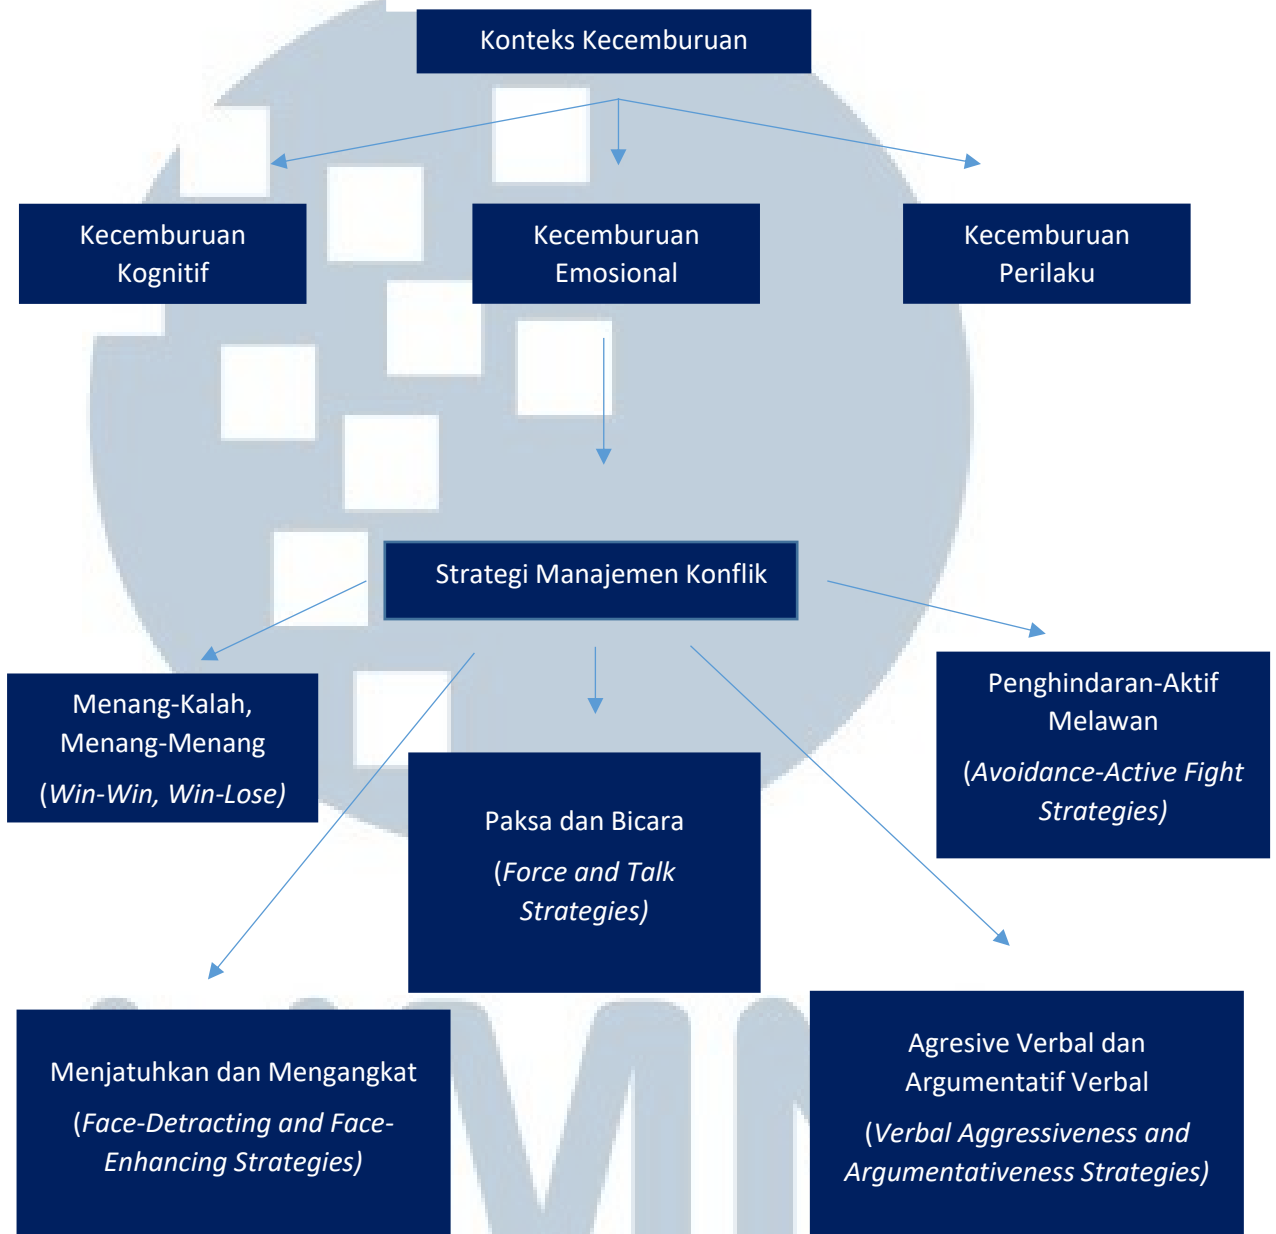 Konteks Kecemburuan
Kecemburuan
Kognitif
Kecemburuan
Emosional
Kecemburuan
Perilaku
Strategi Manajemen Konflik
Menang-Kalah,
Menang-Menang
(Win-Win, Win-Lose)
Penghindaran-Aktif
Melawan
(Avoidance-Active Fight
Strategies)
Paksa dan Bicara
(Force and Talk
Strategies)
Menjatuhkan dan Mengangkat
(Face-Detracting and Face-
Enhancing Strategies)
Agresive Verbal dan
Argumentatif Verbal
(Verbal Aggressiveness and
Argumentativeness Strategies)